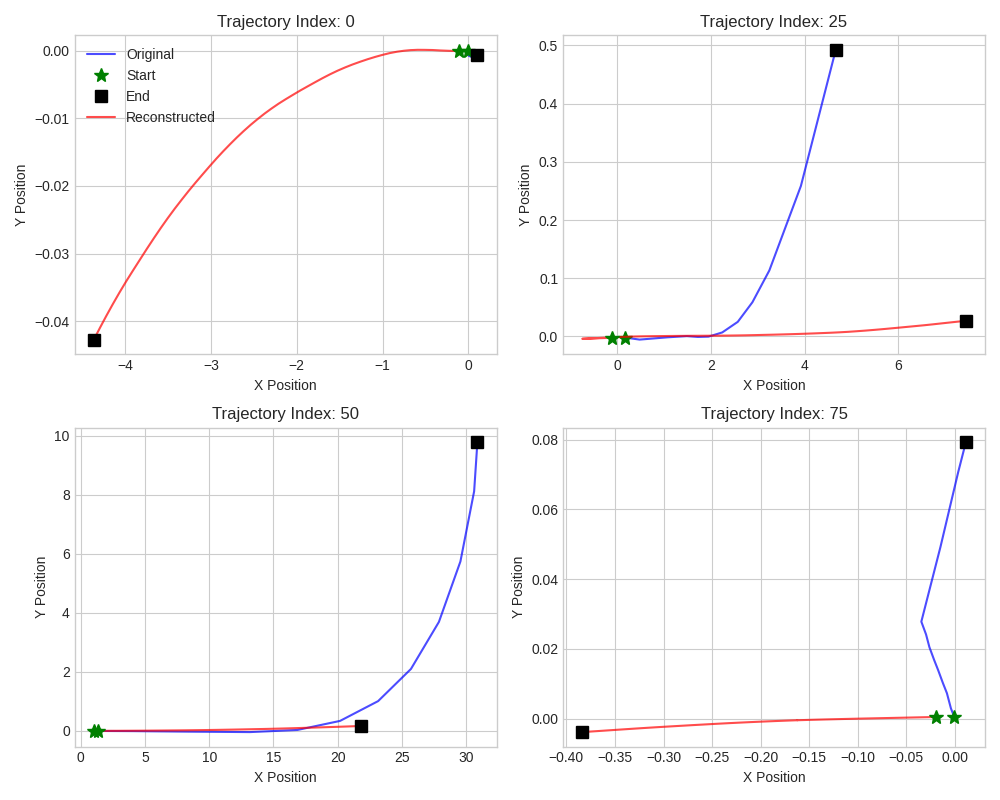 Trajectory Index: 0
Original
Start
End
Reconstructed
0.00
−0.01
−0.02
−0.03
−0.04
Y Position
−4 −3 −2 −1 0
X Position
Trajectory Index: 25
0.5
0.4
0.3
0.2
0.1
0.0
Y Position
0 2 4 6
X Position
Trajectory Index: 50
10
8
6
4
2
0
Y Position
0 5 10 15 20 25 30
X Position
Trajectory Index: 75
0.08
0.06
0.04
0.02
0.00
Y Position
−0.40 −0.35 −0.30 −0.25 −0.20 −0.15 −0.10 −0.05 0.00
X Position